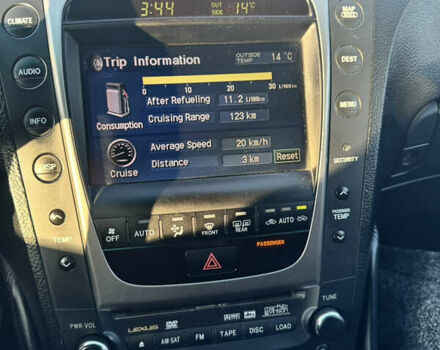 3:44 OUT SIDE 14°C
CLIMATE
AUDIO
INFO
DISP
TEMP
MAP
DEST
MENU
SECURITY
PASSENGER TEMP
Trip Information OUTSIDE TEMP 14 °C
0 10 20 30 L/100km
After Refueling 11.2 L/100km
Cruising Range 123 km
Consumption
Average Speed 20 km/h
Distance .3 km Reset
Cruise
OFF AUTO FRONT REAR AUTO
PASSENGER
PWR·VOL LEXUS DVD TUNE
AM·SAT FM TAPE DISC LOAD